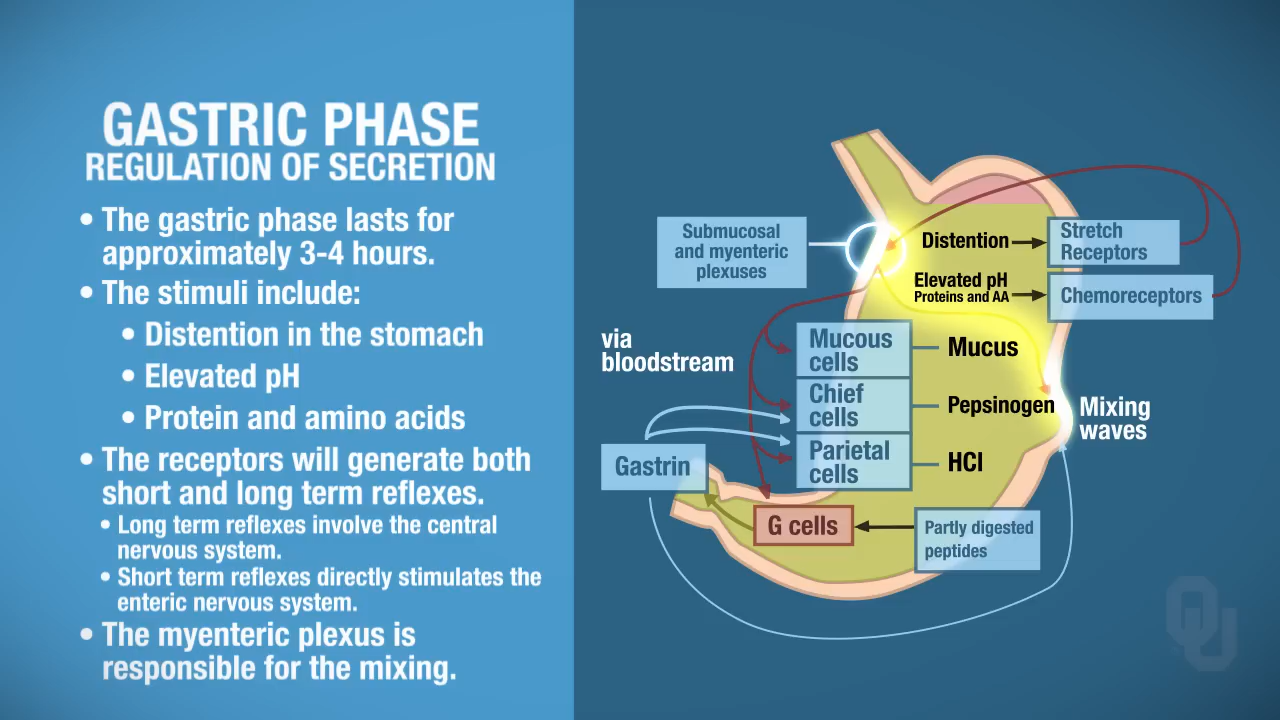 GASTRIC PHASE
REGULATION OF SECRETION
• The gastric phase lasts for
approximately 3-4 hours.
• The stimuli include:
• Distention in the stomach
• Elevated pH
• Protein and amino acids
• The receptors will generate both
short and long term reflexes.
• Long term reflexes involve the central
nervous system.
• Short term reflexes directly stimulates the
enteric nervous system.
• The myenteric plexus is
responsible for the mixing.
Submucosal
and myenteric
plexuses
Distention
Stretch
Receptors
Elevated pH
Proteins and AA
Chemoreceptors
via
bloodstream
Mucous
cells
Mucus
Chief
cells
Pepsinogen
Mixing
waves
Parietal
cells
HCl
Gastrin
G cells
Partly digested
peptides
OU